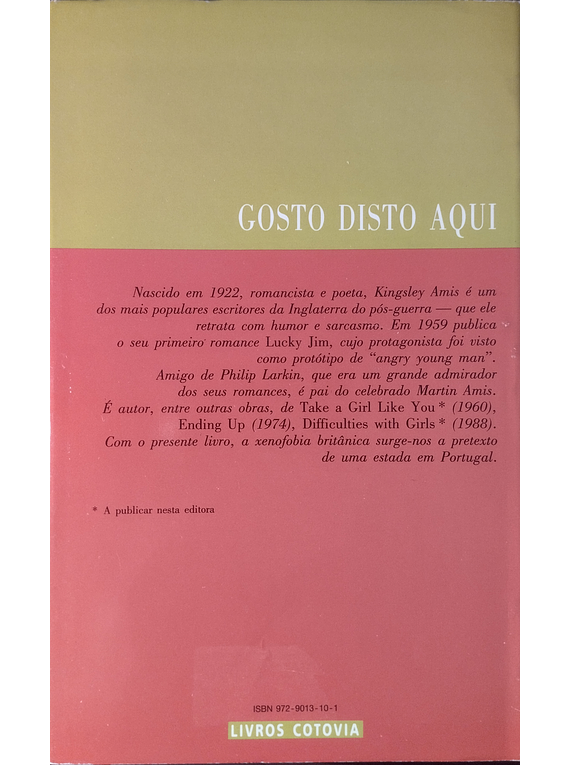 GOSTO DISTO AQUI
Nascido em 1922, romancista e poeta, Kingsley Amis é um
dos mais populares escritores da Inglaterra do pós-guerra — que ele
retrata com humor e sarcasmo. Em 1959 publica
o seu primeiro romance Lucky Jim, cujo protagonista foi visto
como protótipo de “angry young man”.
Amigo de Philip Larkin, que era um grande admirador
dos seus romances, é pai do celebrado Martin Amis.
É autor, entre outras obras, de Take a Girl Like You * (1960),
Ending Up (1974), Difficulties with Girls * (1988).
Com o presente livro, a xenofobia britânica surge-nos a pretexto
de uma estada em Portugal.
* A publicar nesta editora
ISBN 972-9013-10-1
LIVROS COTOVIA